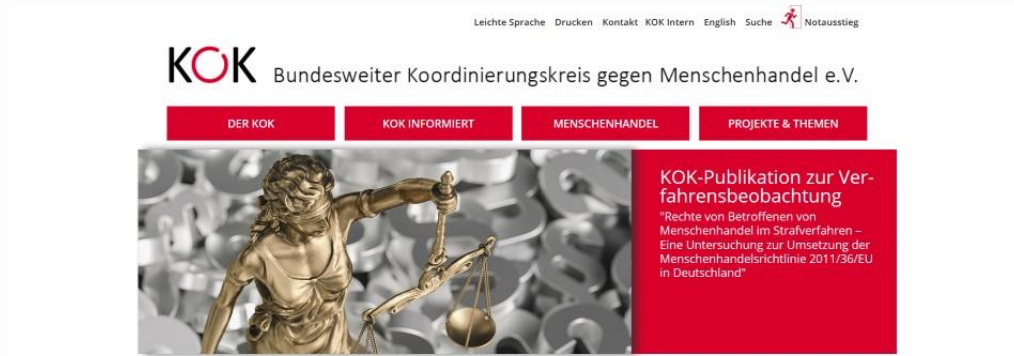 Leichte Sprache Drucken Kontakt KOK Intern English Suche Notausstieg
KOK Bundesweiter Koordinierungskreis gegen Menschenhandel e.V.
DER KOK KOK INFORMIERT MENSCHENHANDEL PROJEKTE & THEMEN
KOK-Publikation zur Ver-
fahrensbeobachtung
"Rechte von Betroffenen von
Menschenhandel im Strafverfahren –
Eine Untersuchung zur Umsetzung der
Menschenhandelsrichtlinie 2011/36/EU
in Deutschland"